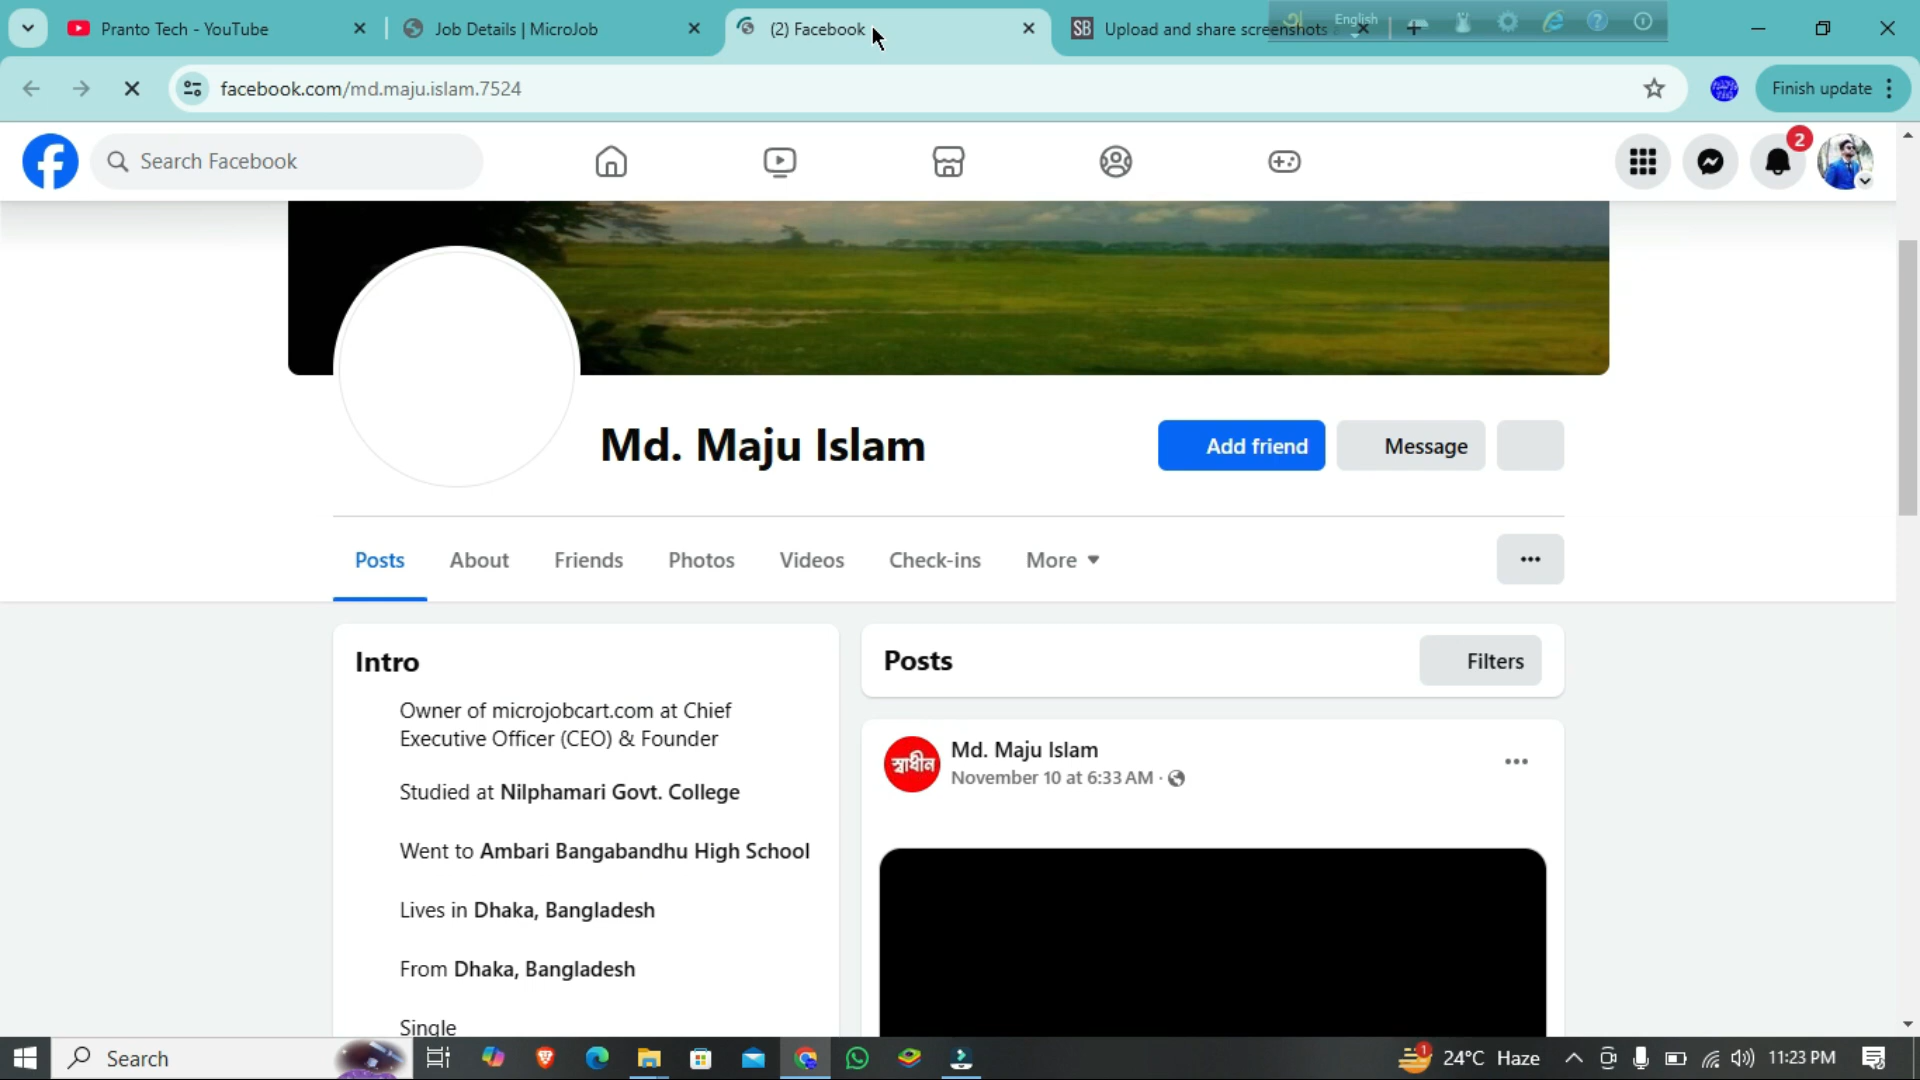 Pranto Tech - YouTube
Job Details | MicroJob
(2) Facebook
SB
Upload and share screenshots
English
facebook.com/md.maju.islam.7524
Finish update
Search Facebook
2
Md. Maju Islam
Add friend
Message
Posts
About
Friends
Photos
Videos
Check-ins
More
Intro
Owner of microjobcart.com at Chief
Executive Officer (CEO) & Founder
Studied at Nilphamari Govt. College
Went to Ambari Bangabandhu High School
Lives in Dhaka, Bangladesh
From Dhaka, Bangladesh
Single
Posts
Filters
স্বাধীন
Md. Maju Islam
November 10 at 6:33 AM ·
Search
1
24°C Haze
11:23 PM